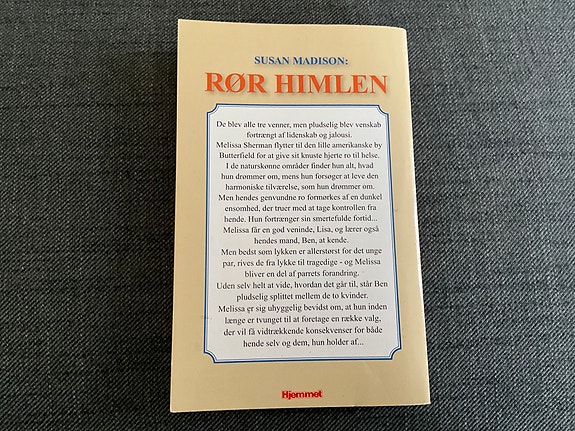 SUSAN MADISON:
RØR HIMLEN
De blev alle tre venner, men pludselig blev venskab
fortrængt af lidenskab og jalousi.
Melissa Sherman flytter til den lille amerikanske by
Butterfield for at give sit knuste hjerte ro til helse.
I de naturskønne områder finder hun alt, hvad
hun drømmer om, mens hun forsøger at leve den
harmoniske tilværelse, som hun drømmer om.
Men hendes genvundne ro formørkes af en dunkel
ensomhed, der truer med at tage kontrollen fra
hende. Hun fortrænger sin smertefulde fortid...
Melissa får en god veninde, Lisa, og lærer også
hendes mand, Ben, at kende.
Men bedst som lykken er allerstørst for det unge
par, rives de fra lykke til tragedige - og Melissa
bliver en del af parrets forandring.
Uden selv helt at vide, hvordan det går til, står Ben
pludselig splittet mellem de to kvinder.
Melissa er sig uhyggelig bevidst om, at hun inden
længe er tvunget til at foretage en række valg,
der vil få vidtrækkende konsekvenser for både
hende selv og dem, hun holder af...
Hjemmet